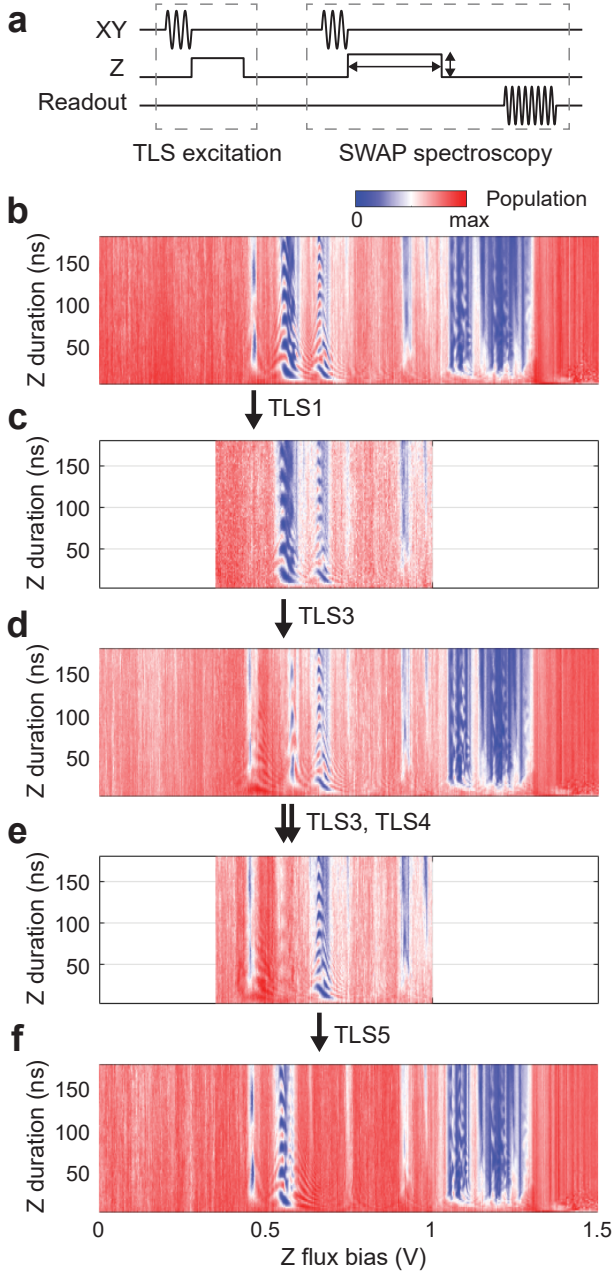 a
XY
Z
Readout
TLS excitation
SWAP spectroscopy
Population
0
max
b
Z duration (ns)
150
100
50
TLS1
c
Z duration (ns)
150
100
50
TLS3
d
Z duration (ns)
150
100
50
TLS3, TLS4
e
Z duration (ns)
150
100
50
TLS5
f
Z duration (ns)
150
100
50
0
0.5
1
1.5
Z flux bias (V)